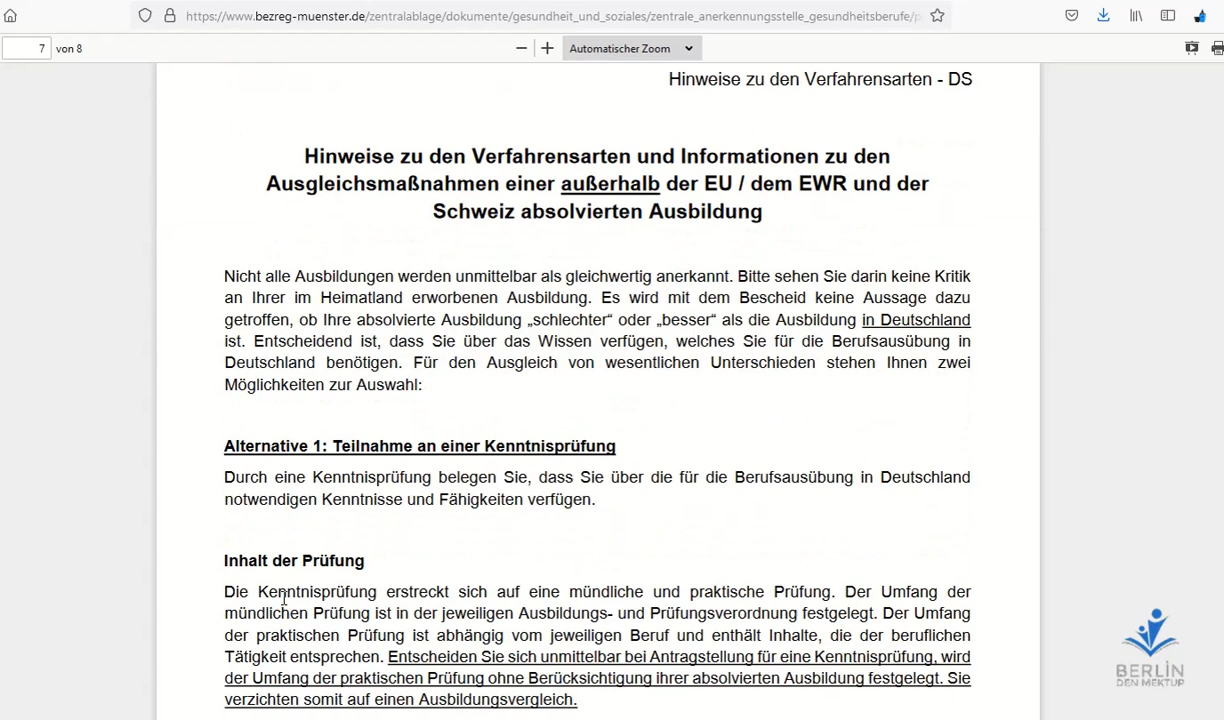 https://www.bezreg-muenster.de/zentralablage/dokumente/gesundheit_und_soziales/zentrale_anerkennungsstelle_gesundheitsberufe/p
7 von 8
Automatischer Zoom
Hinweise zu den Verfahrensarten - DS
Hinweise zu den Verfahrensarten und Informationen zu den
Ausgleichsmaßnahmen einer außerhalb der EU / dem EWR und der
Schweiz absolvierten Ausbildung
Nicht alle Ausbildungen werden unmittelbar als gleichwertig anerkannt. Bitte sehen Sie darin keine Kritik
an Ihrer im Heimatland erworbenen Ausbildung. Es wird mit dem Bescheid keine Aussage dazu
getroffen, ob Ihre absolvierte Ausbildung „schlechter“ oder „besser“ als die Ausbildung in Deutschland
ist. Entscheidend ist, dass Sie über das Wissen verfügen, welches Sie für die Berufsausübung in
Deutschland benötigen. Für den Ausgleich von wesentlichen Unterschieden stehen Ihnen zwei
Möglichkeiten zur Auswahl:
Alternative 1: Teilnahme an einer Kenntnisprüfung
Durch eine Kenntnisprüfung belegen Sie, dass Sie über die für die Berufsausübung in Deutschland
notwendigen Kenntnisse und Fähigkeiten verfügen.
Inhalt der Prüfung
Die Kenntnisprüfung erstreckt sich auf eine mündliche und praktische Prüfung. Der Umfang der
mündlichen Prüfung ist in der jeweiligen Ausbildungs- und Prüfungsverordnung festgelegt. Der Umfang
der praktischen Prüfung ist abhängig vom jeweiligen Beruf und enthält Inhalte, die der beruflichen
Tätigkeit entsprechen. Entscheiden Sie sich unmittelbar bei Antragstellung für eine Kenntnisprüfung, wird
der Umfang der praktischen Prüfung ohne Berücksichtigung ihrer absolvierten Ausbildung festgelegt. Sie
verzichten somit auf einen Ausbildungsvergleich.
BERLİN
DEN MEKTUP